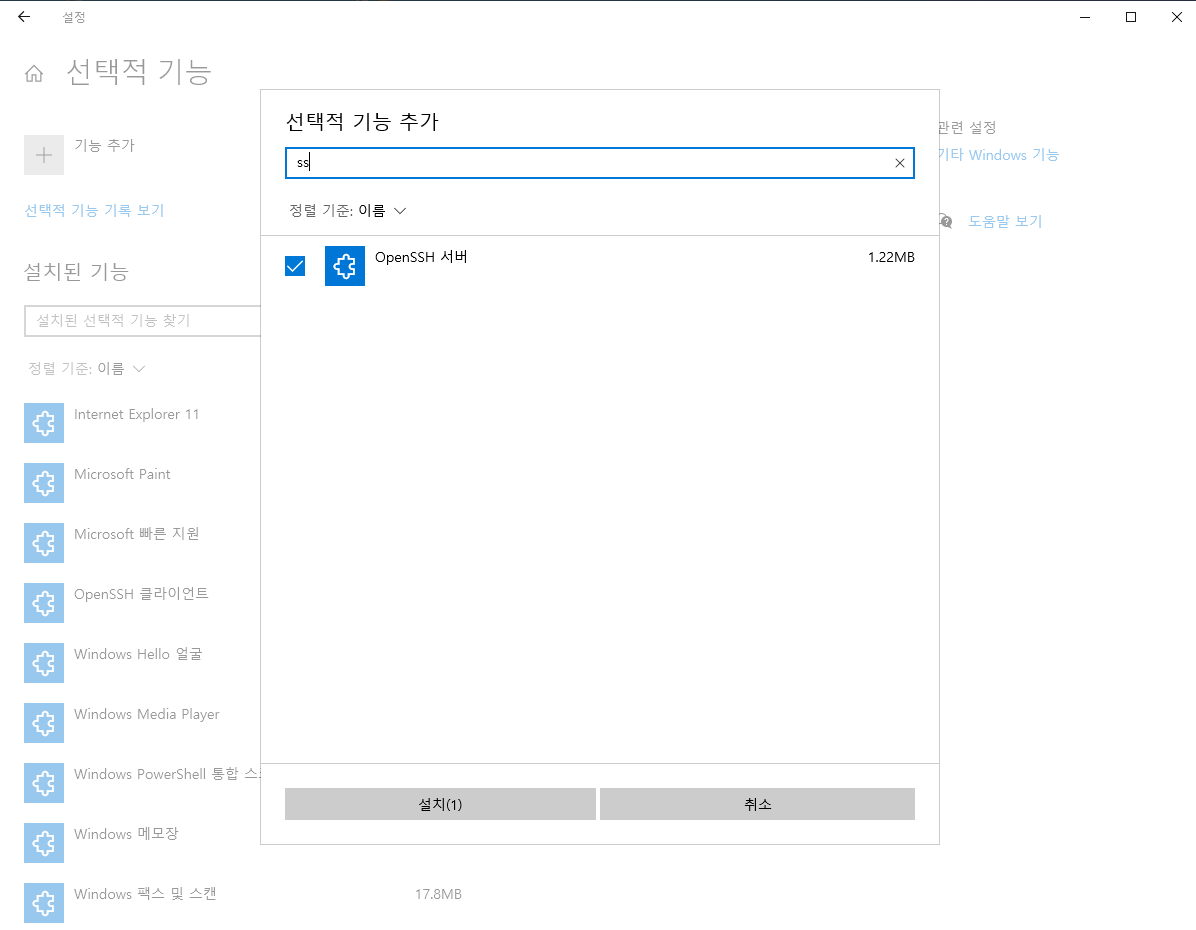 설정
선택적 기능
기능 추가
선택적 기능 기록 보기
설치된 기능
설치된 선택적 기능 찾기
정렬 기준: 이름
Internet Explorer 11
Microsoft Paint
Microsoft 빠른 지원
OpenSSH 클라이언트
Windows Hello 얼굴
Windows Media Player
Windows PowerShell 통합
Windows 메모장
Windows 팩스 및 스캔 17.8MB
선택적 기능 추가
ss
정렬 기준: 이름
OpenSSH 서버 1.22MB
설치(1) 취소
관련 설정
기타 Windows 기능
도움말 보기